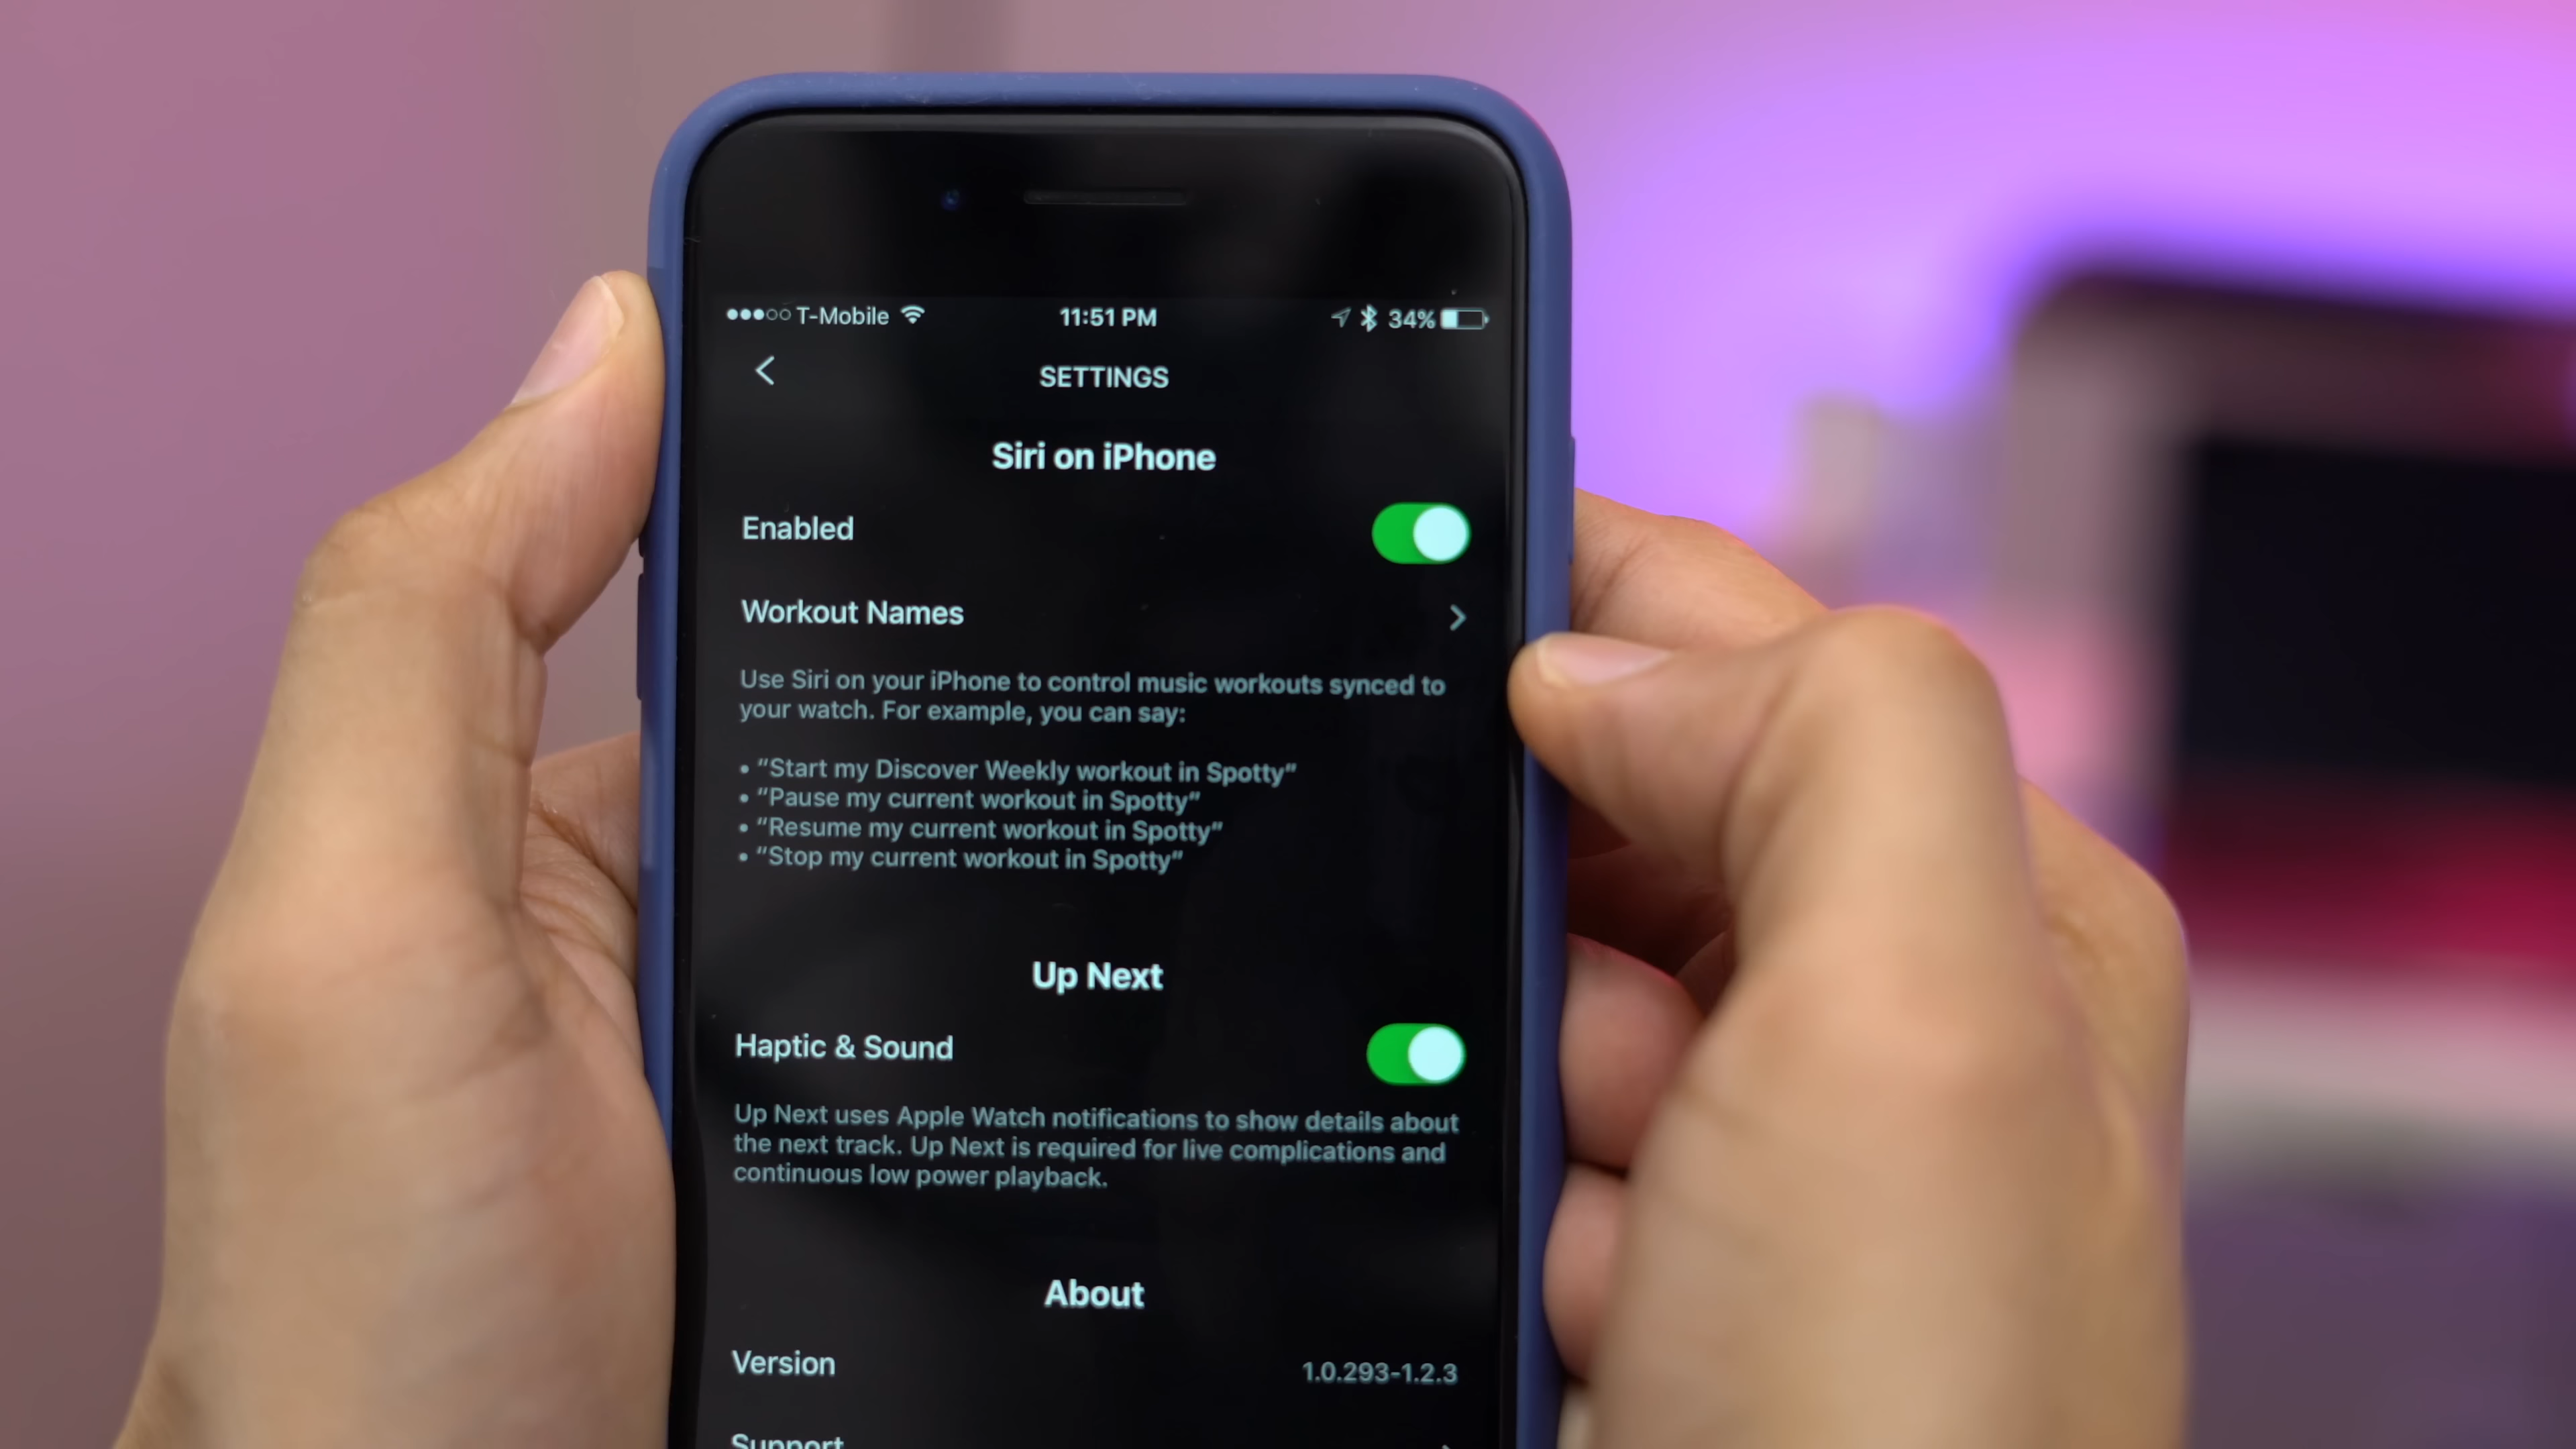 T-Mobile 11:51 PM 34%
SETTINGS
Siri on iPhone
Enabled
Workout Names
Use Siri on your iPhone to control music workouts synced to
your watch. For example, you can say:
• “Start my Discover Weekly workout in Spotty”
• “Pause my current workout in Spotty”
• “Resume my current workout in Spotty”
• “Stop my current workout in Spotty”
Up Next
Haptic & Sound
Up Next uses Apple Watch notifications to show details about
the next track. Up Next is required for live complications and
continuous low power playback.
About
Version 1.0.293-1.2.3
Support